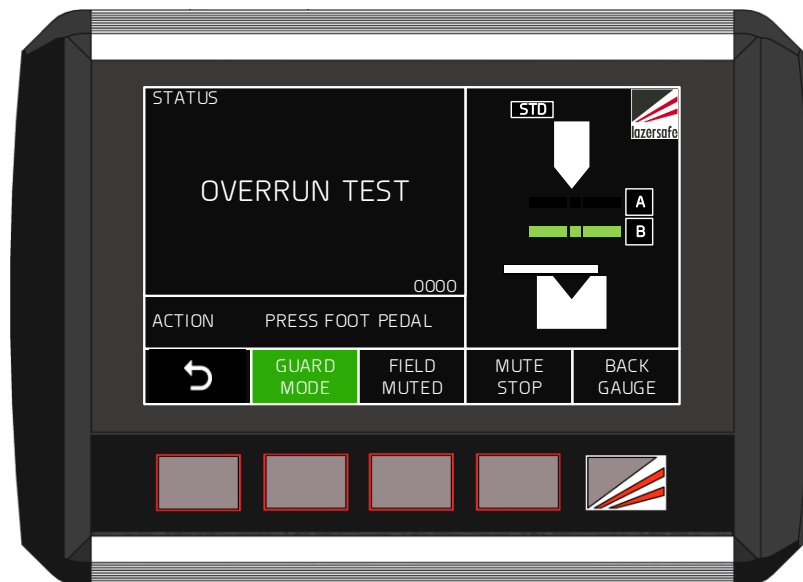 STATUS
OVERRUN TEST
0000
ACTION PRESS FOOT PEDAL
STD
lazersafe
A
B
GUARD
MODE
FIELD
MUTED
MUTE
STOP
BACK
GAUGE